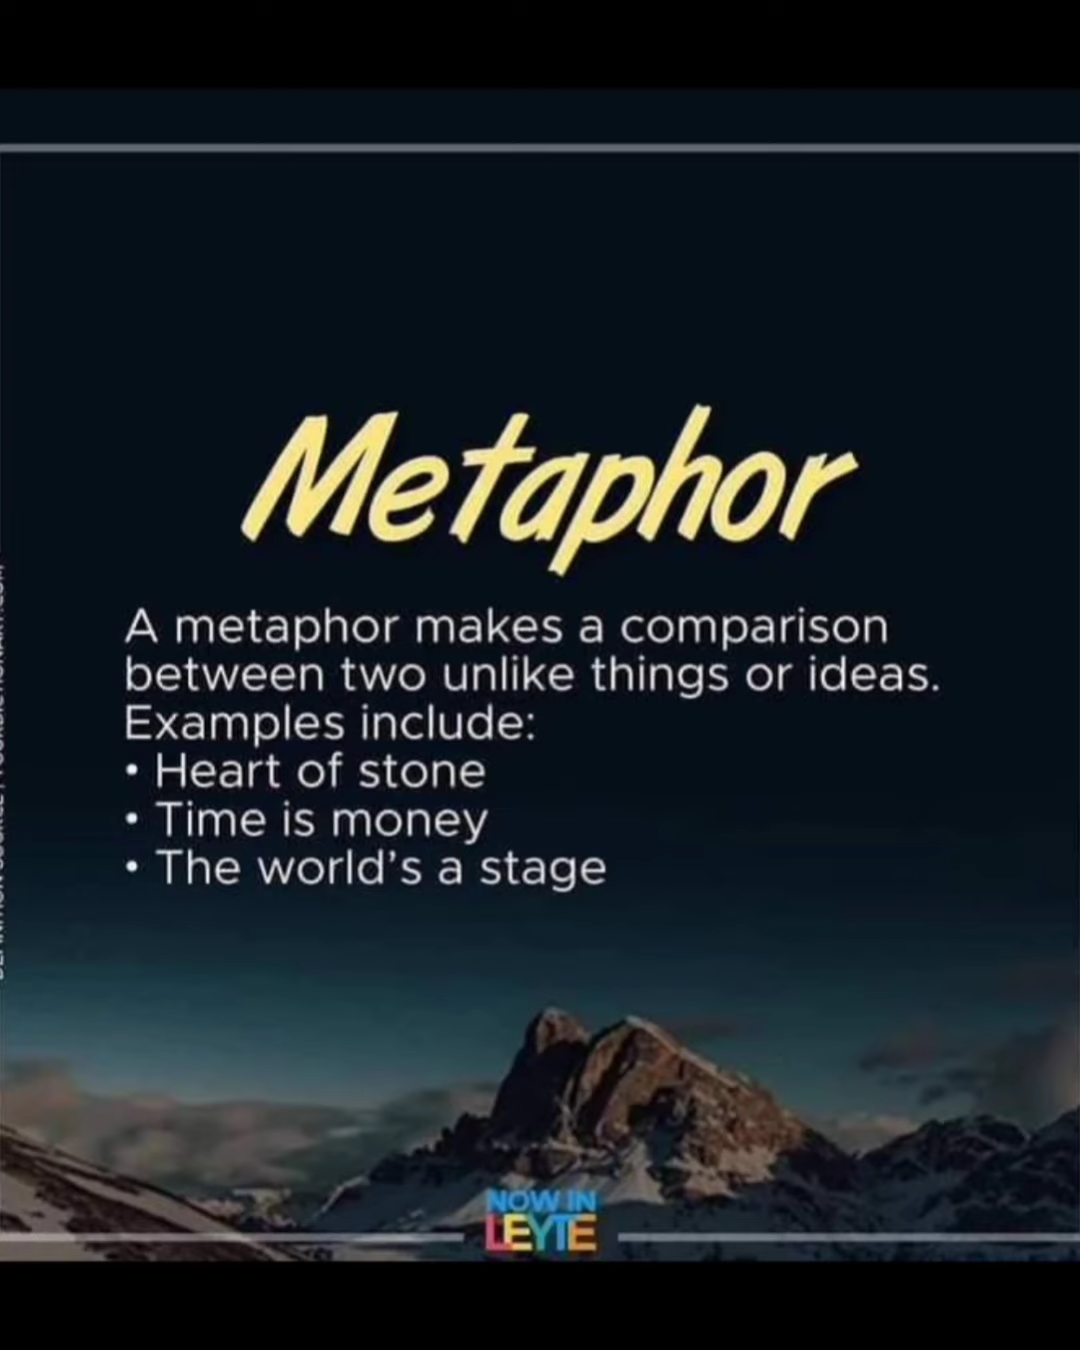 Metaphor
A metaphor makes a comparison
between two unlike things or ideas.
Examples include:
• Heart of stone
• Time is money
• The world's a stage
NOW IN
LEYTE